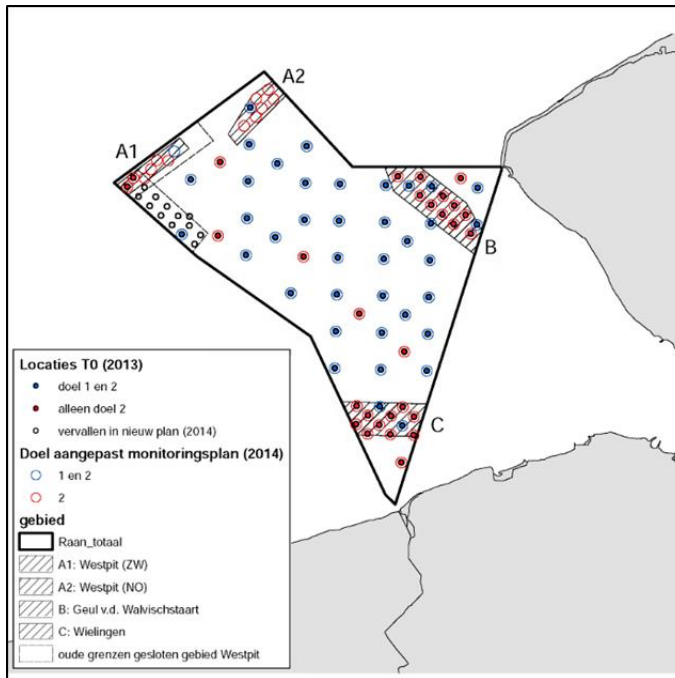 A2
A1
B
C
Locaties T0 (2013)
doel 1 en 2
alleen doel 2
vervallen in nieuw plan (2014)
Doel aangepast monitoringsplan (2014)
1 en 2
2
gebied
Raan_totaal
A1: Westpit (ZW)
A2: Westpit (NO)
B: Geul v.d. Walvischstaart
C: Wielingen
oude grenzen gesloten gebied Westpit